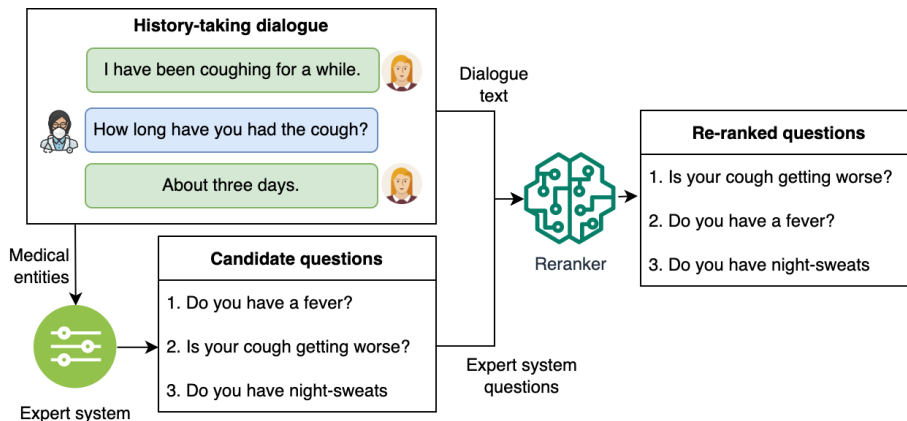 History-taking dialogue
I have been coughing for a while.
How long have you had the cough?
About three days.
Dialogue
text
Medical
entities
Expert system
Candidate questions
1. Do you have a fever?
2. Is your cough getting worse?
3. Do you have night-sweats
Expert system
questions
Reranker
Re-ranked questions
1. Is your cough getting worse?
2. Do you have a fever?
3. Do you have night-sweats